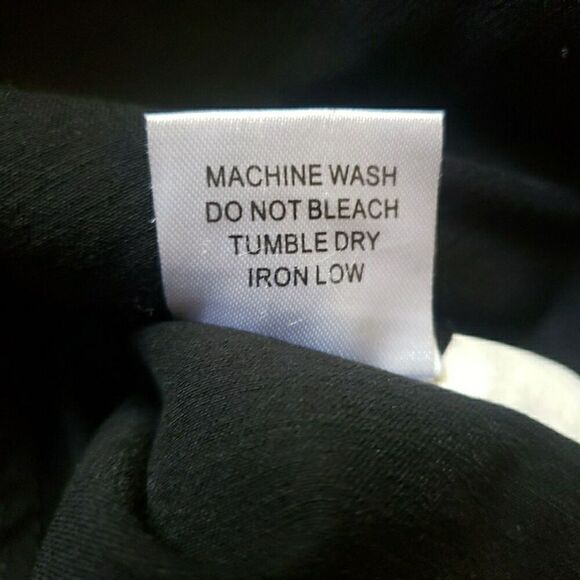 MACHINE WASH
DO NOT BLEACH
TUMBLE DRY
IRON LOW